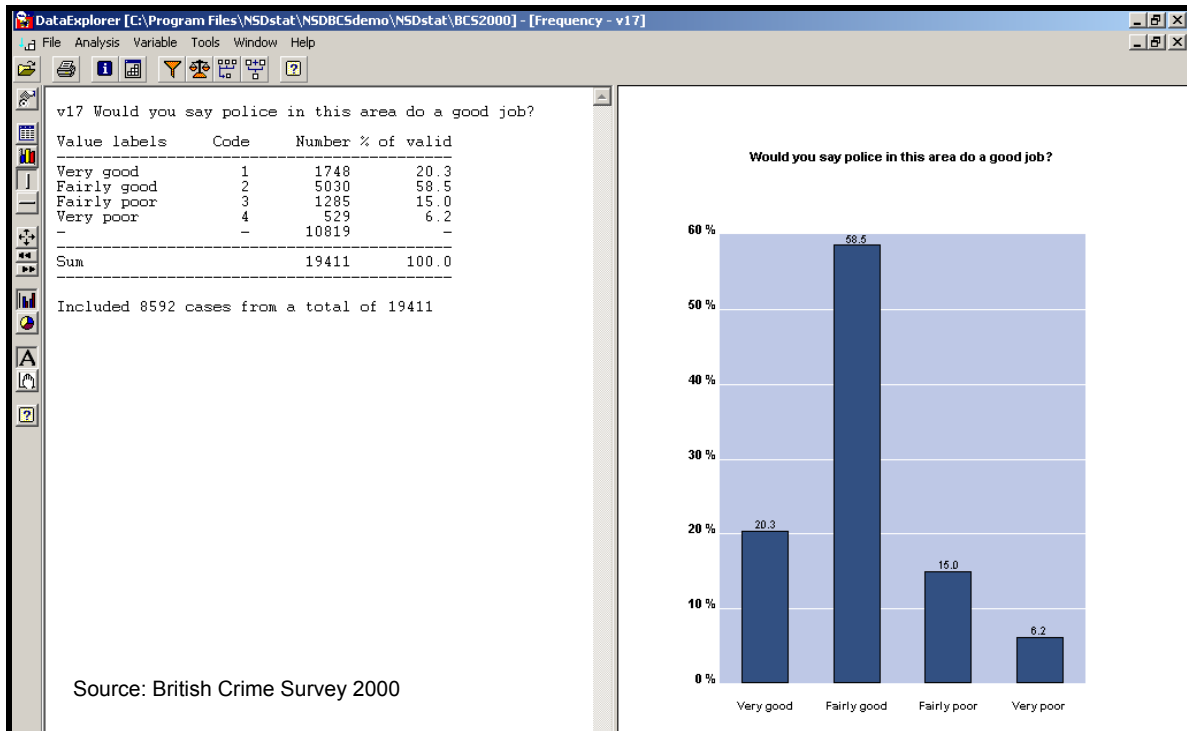 DataExplorer [C:\Program Files\NSDstat\NSDBCSdemo\NSDstat\BCS2000] - [Frequency - v17]
File Analysis Variable Tools Window Help
v17 Would you say police in this area do a good job?
Value labels Code Number % of valid
Very good 1 1748 20.3
Fairly good 2 5030 58.5
Fairly poor 3 1285 15.0
Very poor 4 529 6.2
- - 10819 -
Sum 19411 100.0
Included 8592 cases from a total of 19411
A
Source: British Crime Survey 2000
Would you say police in this area do a good job?
60 %
58.5
50 %
40 %
30 %
20 %
20.3
15.0
10 %
6.2
0 %
Very good Fairly good Fairly poor Very poor